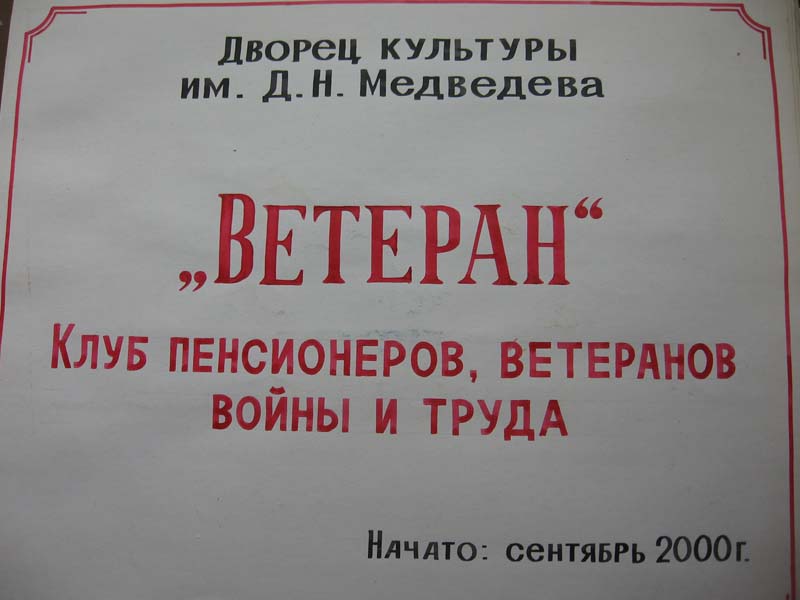 Дворец культуры
им. Д.Н. Медведева
„Ветеран“
Клуб пенсионеров, ветеранов
войны и труда
Начато: сентябрь 2000г.